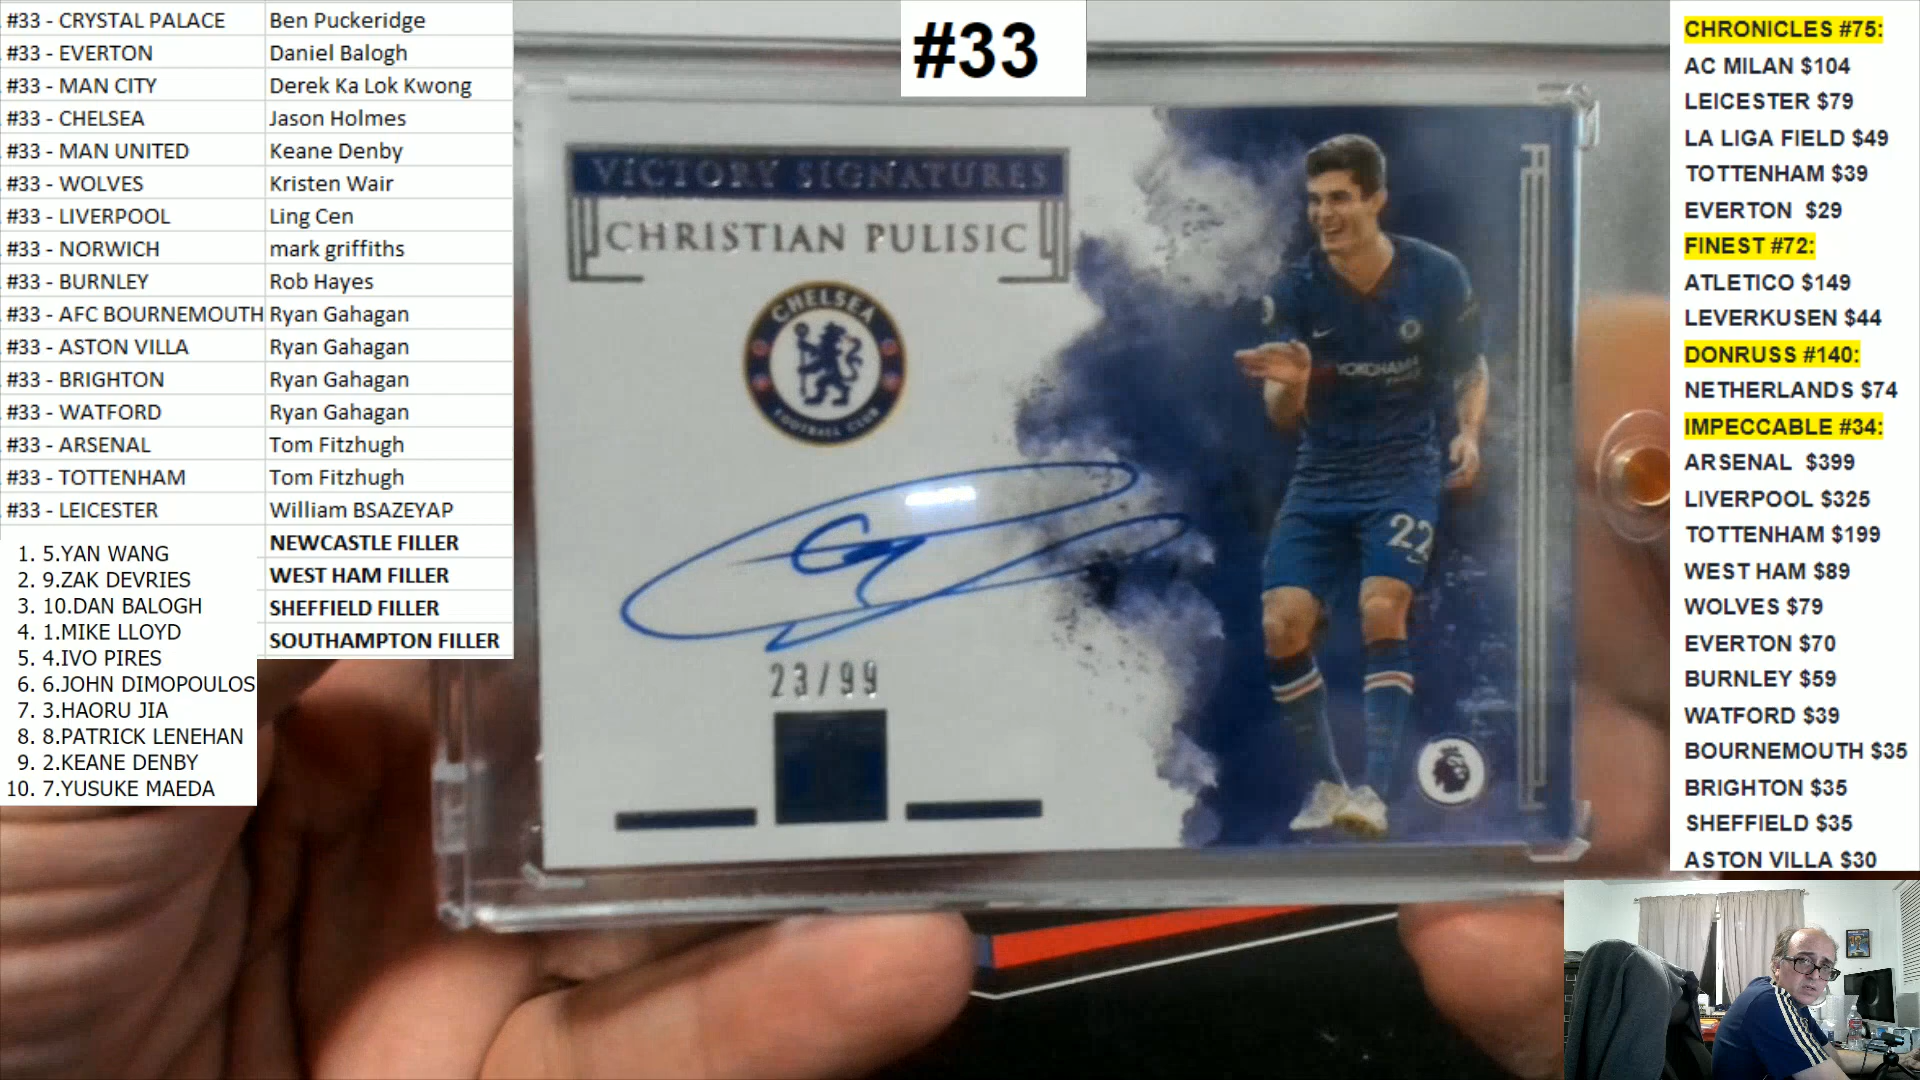 #33 - CRYSTAL PALACE Ben Puckeridge
#33 - EVERTON Daniel Balogh
#33 - MAN CITY Derek Ka Lok Kwong
#33 - CHELSEA Jason Holmes
#33 - MAN UNITED Keane Denby
#33 - WOLVES Kristen Wair
#33 - LIVERPOOL Ling Cen
#33 - NORWICH mark griffiths
#33 - BURNLEY Rob Hayes
#33 - AFC BOURNEMOUTH Ryan Gahagan
#33 - ASTON VILLA Ryan Gahagan
#33 - BRIGHTON Ryan Gahagan
#33 - WATFORD Ryan Gahagan
#33 - ARSENAL Tom Fitzhugh
#33 - TOTTENHAM Tom Fitzhugh
#33 - LEICESTER William BSAZEYAP
NEWCASTLE FILLER
WEST HAM FILLER
SHEFFIELD FILLER
SOUTHAMPTON FILLER
1. 5.YAN WANG
2. 9.ZAK DEVRIES
3. 10.DAN BALOGH
4. 1.MIKE LLOYD
5. 4.IVO PIRES
6. 6.JOHN DIMOPOULOS
7. 3.HAORU JIA
8. 8.PATRICK LENEHAN
9. 2.KEANE DENBY
10. 7.YUSUKE MAEDA
#33
VICTORY SIGNATURES
CHRISTIAN PULISIC
CHELSEA
FOOTBALL CLUB
23/99
YOKOHAMA
22
CHRONICLES #75:
AC MILAN $104
LEICESTER $79
LA LIGA FIELD $49
TOTTENHAM $39
EVERTON $29
FINEST #72:
ATLETICO $149
LEVERKUSEN $44
DONRUSS #140:
NETHERLANDS $74
IMPECCABLE #34:
ARSENAL $399
LIVERPOOL $325
TOTTENHAM $199
WEST HAM $89
WOLVES $79
EVERTON $70
BURNLEY $59
WATFORD $39
BOURNEMOUTH $35
BRIGHTON $35
SHEFFIELD $35
ASTON VILLA $30